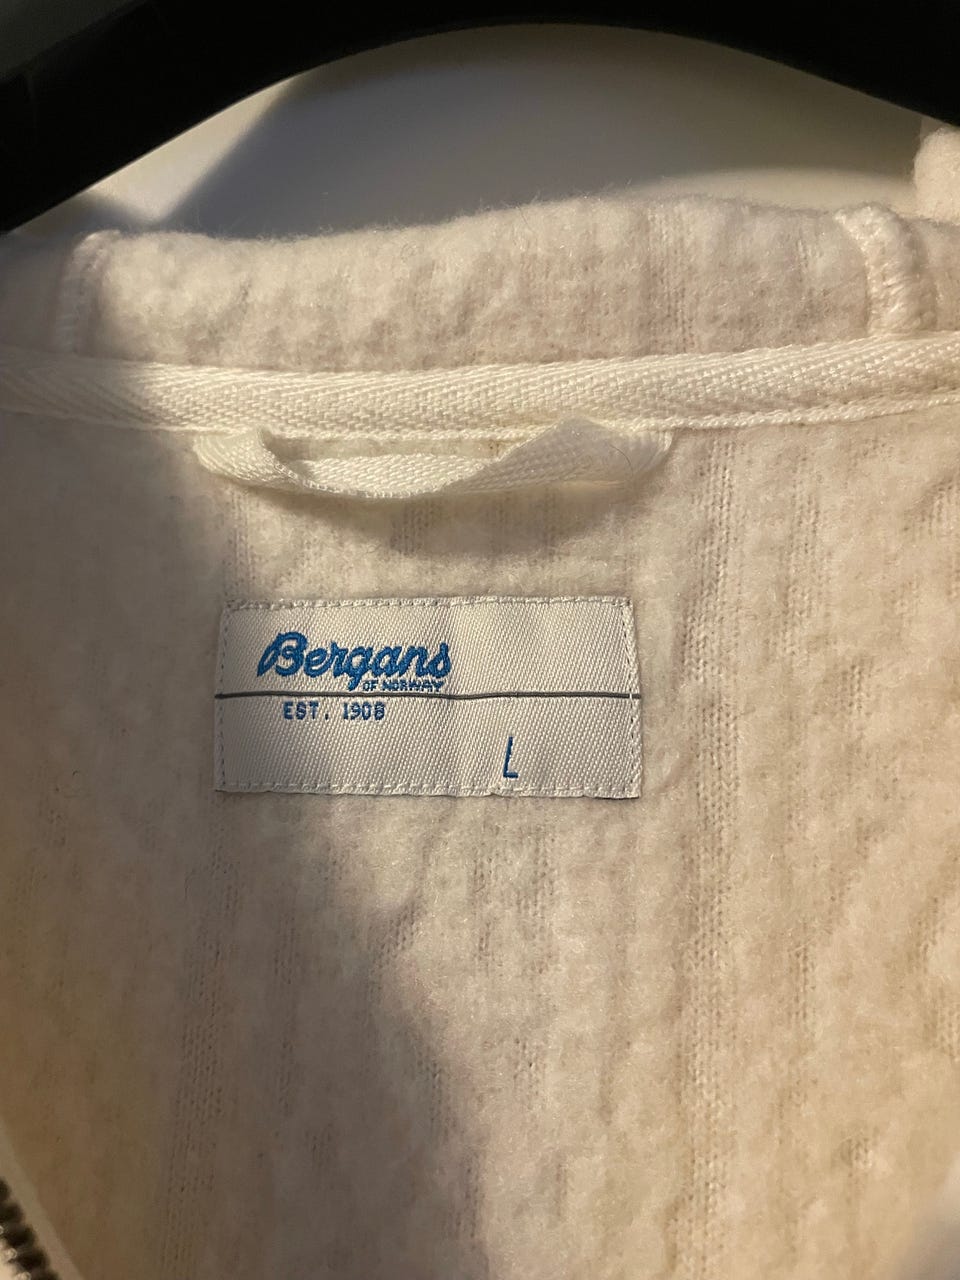 Bergans
OF NORWAY
EST. 1908
L